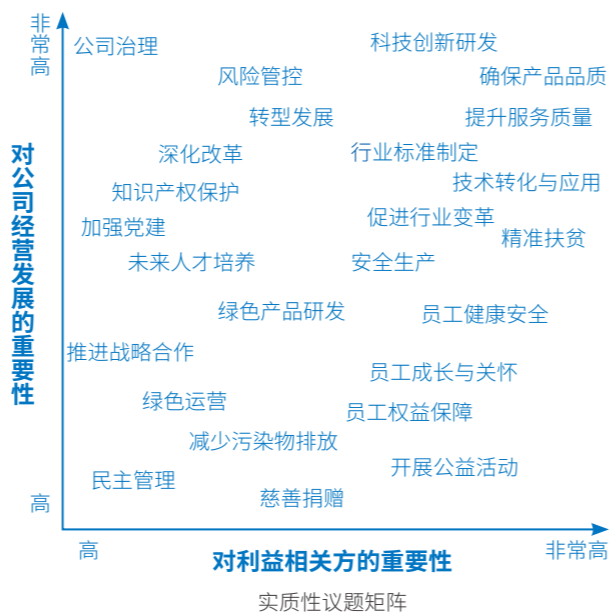 非常高
公司治理
科技创新研发
风险管控
确保产品品质
转型发展
提升服务质量
深化改革
行业标准制定
知识产权保护
技术转化与应用
加强党建
促进行业变革
精准扶贫
未来人才培养
安全生产
对公司经营发展的重要性
绿色产品研发
员工健康安全
推进战略合作
员工成长与关怀
绿色运营
员工权益保障
减少污染物排放
开展公益活动
民主管理
慈善捐赠
高
高
对利益相关方的重要性
非常高
实质性议题矩阵